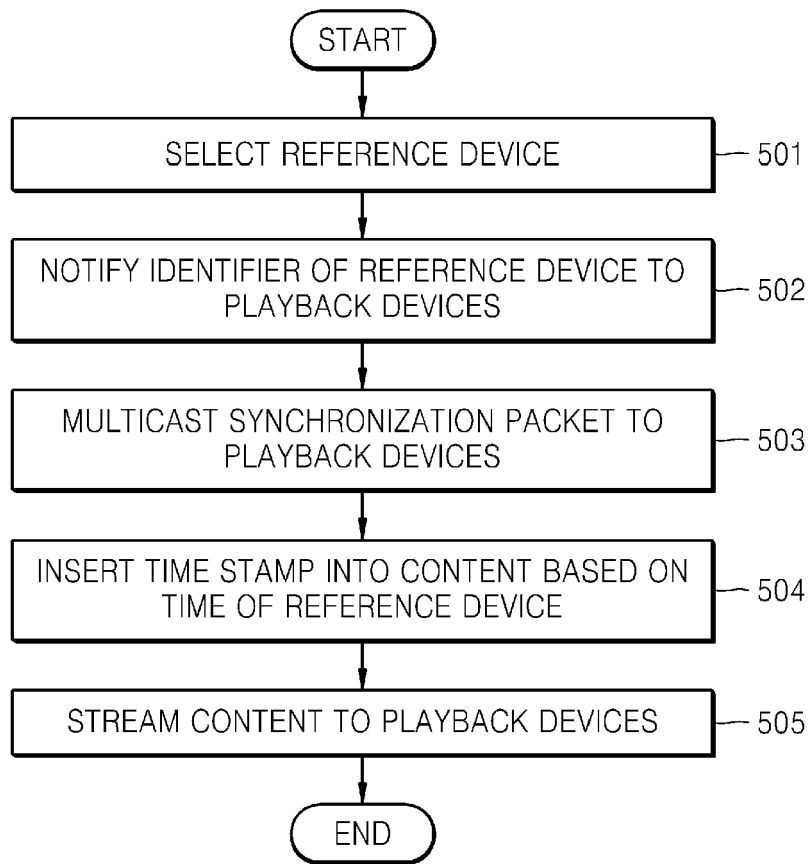 START
SELECT REFERENCE DEVICE
501
NOTIFY IDENTIFIER OF REFERENCE DEVICE TO
PLAYBACK DEVICES
502
MULTICAST SYNCHRONIZATION PACKET TO
PLAYBACK DEVICES
503
INSERT TIME STAMP INTO CONTENT BASED ON
TIME OF REFERENCE DEVICE
504
STREAM CONTENT TO PLAYBACK DEVICES
505
END